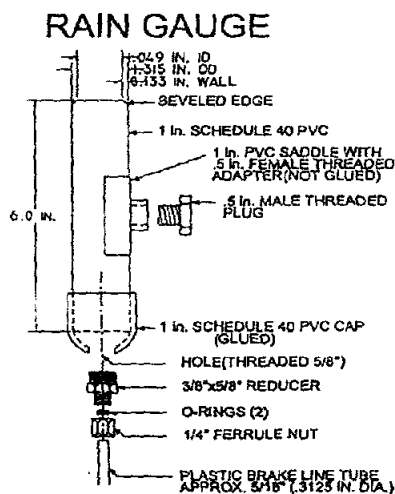 RAIN GAUGE
1.049 IN. ID
1.315 IN. OD
0.133 IN. WALL
BEVELED EDGE
1 in. SCHEDULE 40 PVC
1 in. PVC SADDLE WITH
.5 in. FEMALE THREADED
ADAPTER(NOT GLUED)
.5 in. MALE THREADED
PLUG
6.0 IN.
1 in. SCHEDULE 40 PVC CAP
(GLUED)
HOLE(THREADED 5/8")
3/8"x5/8" REDUCER
O-RINGS (2)
1/4" FERRULE NUT
PLASTIC BRAKE LINE TUBE
APPROX. 5/16" (.3125 IN. DIA.)